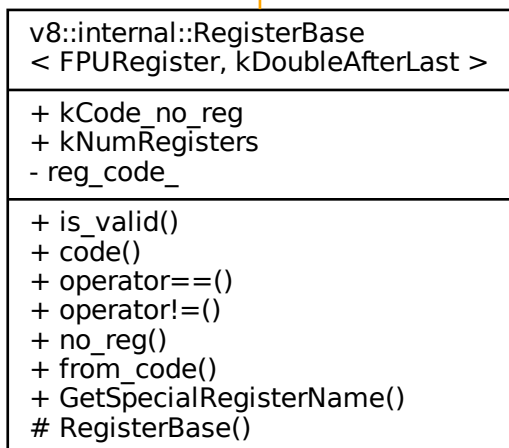 v8::internal::RegisterBase
< FPURegister, kDoubleAfterLast >
+ kCode_no_reg
+ kNumRegisters
- reg_code_
+ is_valid()
+ code()
+ operator==()
+ operator!=()
+ no_reg()
+ from_code()
+ GetSpecialRegisterName()
# RegisterBase()